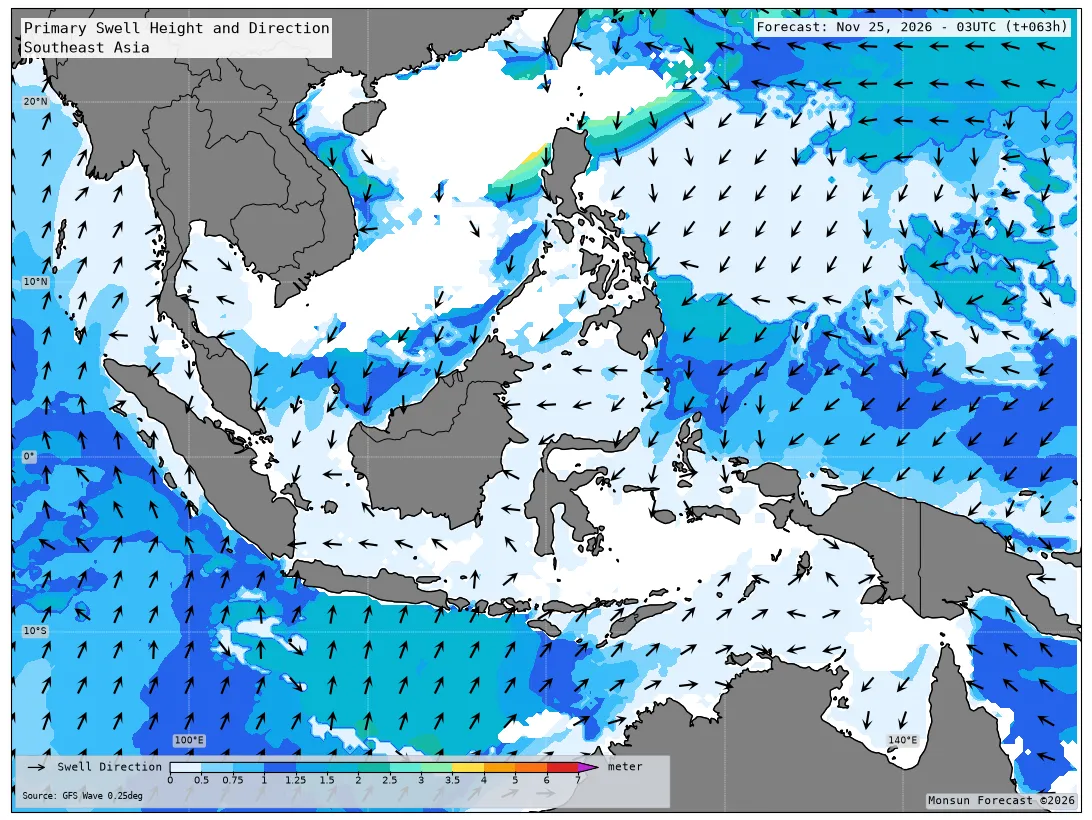 Primary Swell Height and Direction
Southeast Asia
Forecast: Nov 25, 2026 - 03UTC (t+063h)
20°N
10°N
0°
10°S
100°E
140°E
Swell Direction
0 0.5 0.75 1 1.25 1.5 2 2.5 3 3.5 4 5 6 7
meter
Source: GFS Wave 0.25deg
Monsun Forecast ©2026